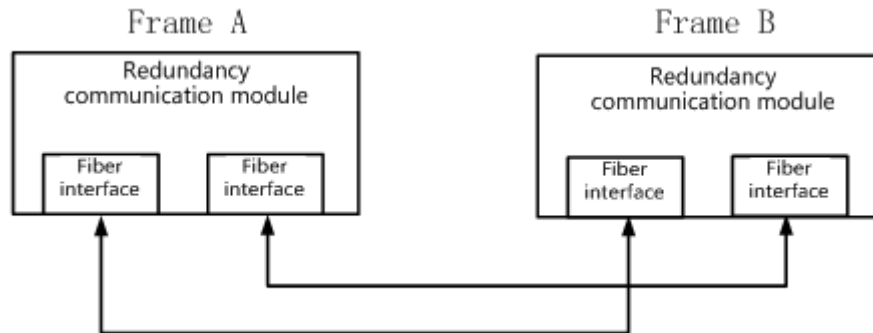 Frame A
Frame B
Redundancy
communication module
Redundancy
communication module
Fiber
interface
Fiber
interface
Fiber
interface
Fiber
interface